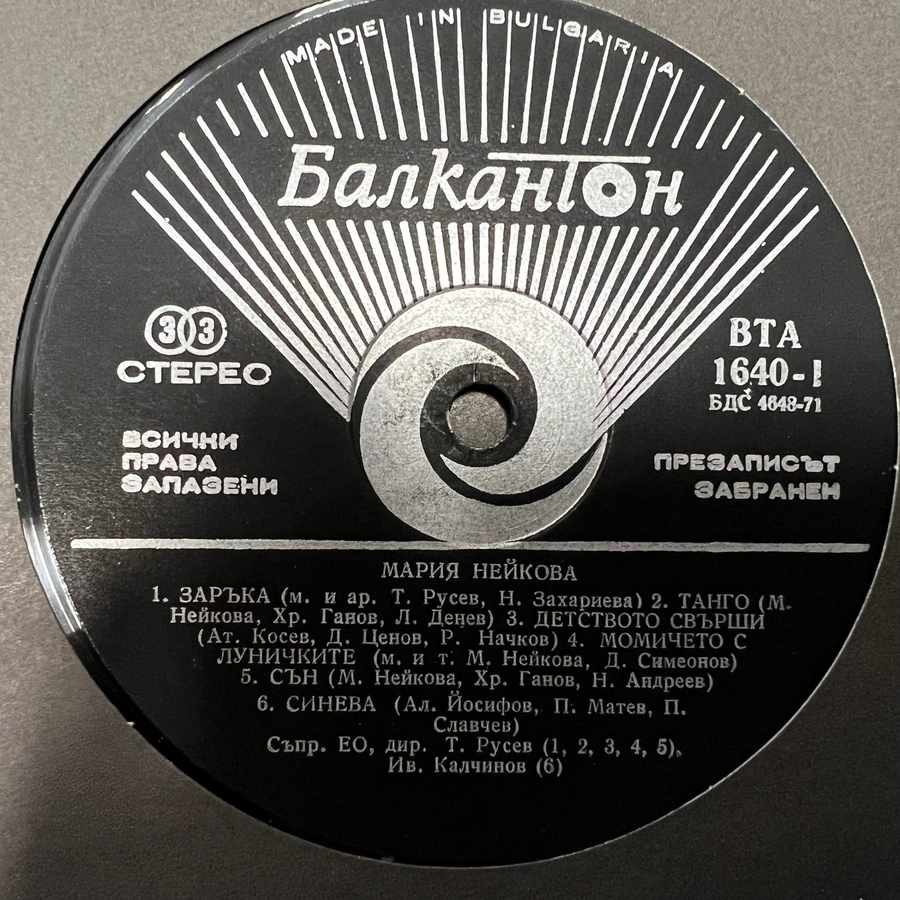 MADE IN BULGARIA
Балкантон
33
СТЕРЕО
ВТА
1640-I
БДС 4648-71
ВСИЧКИ
ПРАВА
ЗАПАЗЕНИ
ПРЕЗАПИСЪТ
ЗАБРАНЕН
МАРИЯ НЕЙКОВА
1. ЗАРЪКА (м. и ар. Т. Русев, Н. Захариева) 2. ТАНГО (М.
Нейкова, Хр. Ганов, Л. Денев) 3. ДЕТСТВОТО СВЪРШИ
(Ат. Косев, Д. Ценов, Р. Начков) 4. МОМИЧЕТО С
ЛУНИЧКИТЕ (м. и т. М. Нейкова, Д. Симеонов)
5. СЪН (М. Нейкова, Хр. Ганов, Н. Андреев)
6. СИНЕВА (Ал. Йосифов, П. Матев, П.
Славчев)
Съпр. ЕО, дир. Т. Русев (1, 2, 3, 4, 5),
Ив. Калчинов (6)